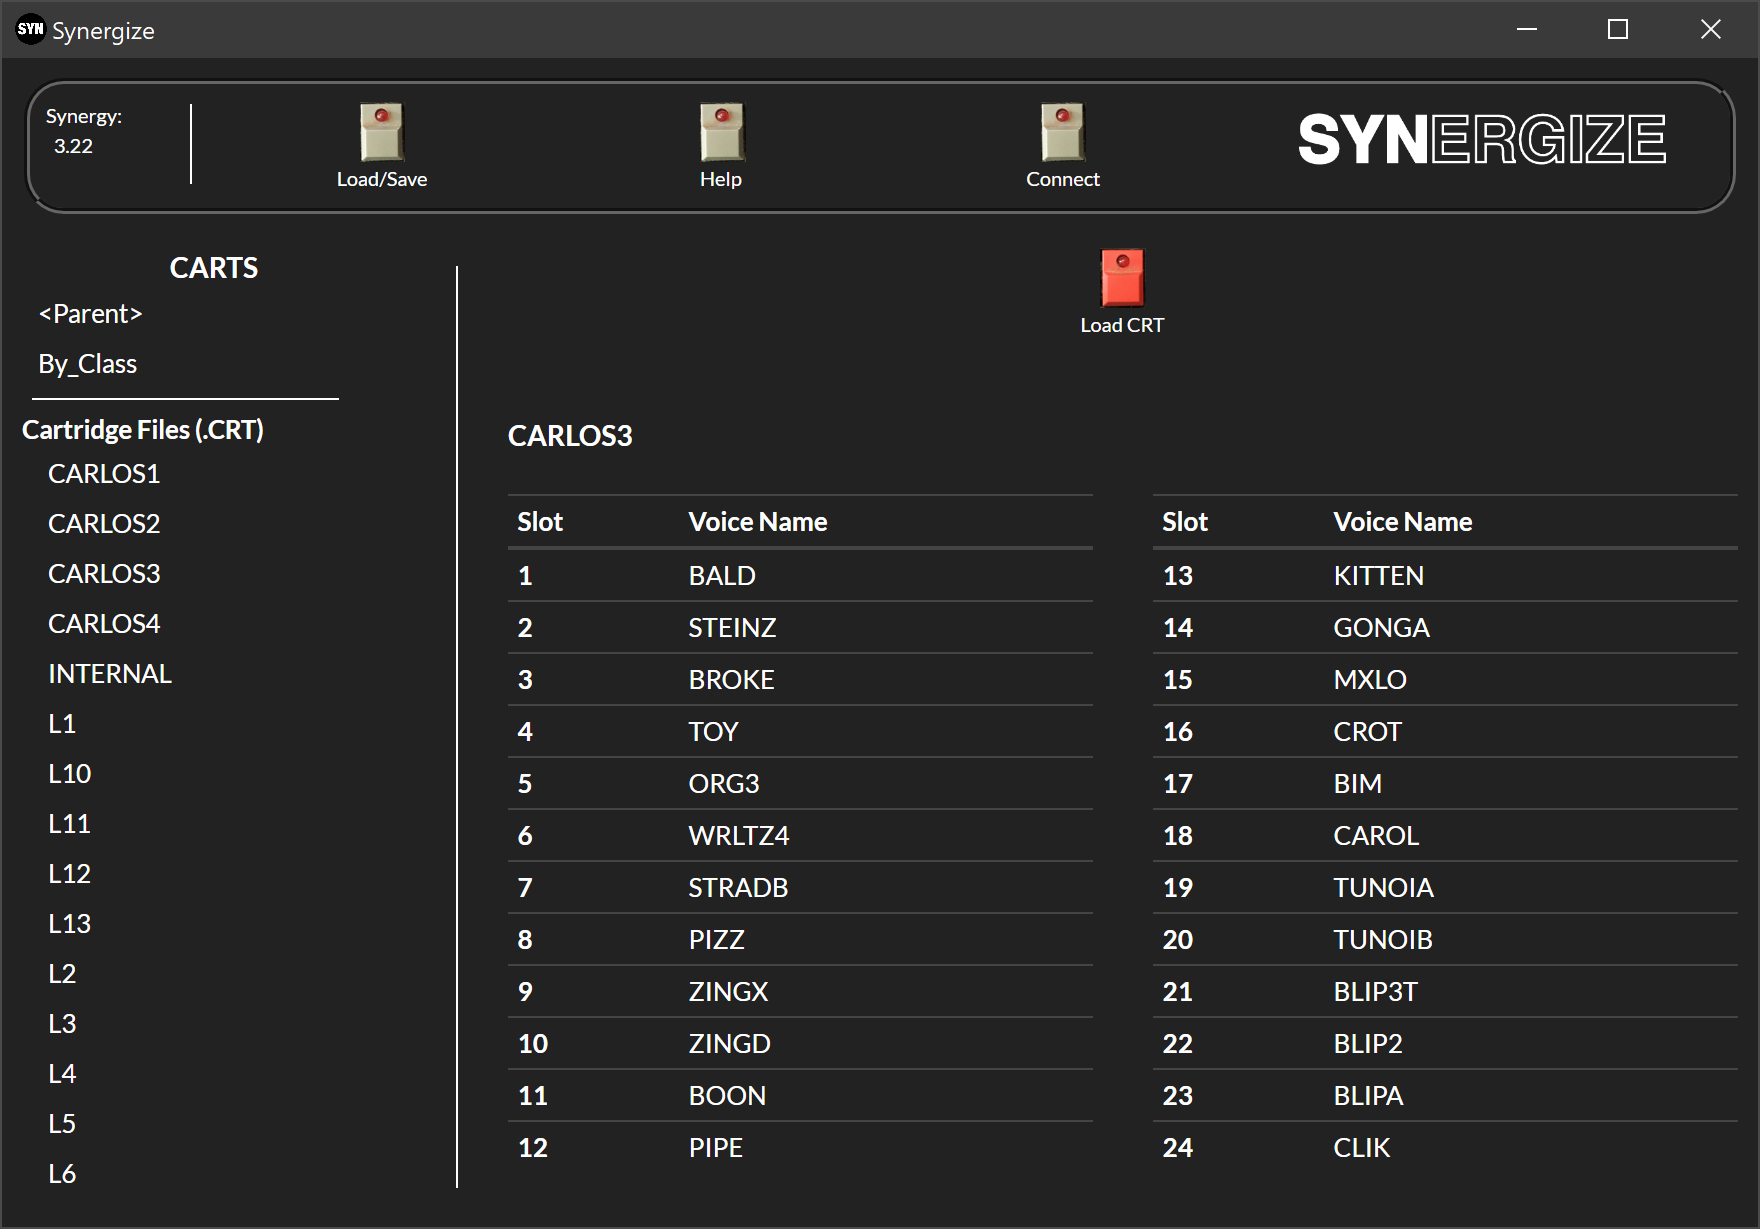 SYN Synergize
Synergy:
3.22
Load/Save
Help
Connect
SYNERGIZE
CARTS
<Parent>
By_Class
Cartridge Files (.CRT)
CARLOS1
CARLOS2
CARLOS3
CARLOS4
INTERNAL
L1
L10
L11
L12
L13
L2
L3
L4
L5
L6
Load CRT
CARLOS3
Slot Voice Name
1 BALD
2 STEINZ
3 BROKE
4 TOY
5 ORG3
6 WRLTZ4
7 STRADB
8 PIZZ
9 ZINGX
10 ZINGD
11 BOON
12 PIPE
Slot Voice Name
13 KITTEN
14 GONGA
15 MXLO
16 CROT
17 BIM
18 CAROL
19 TUNOIA
20 TUNOIB
21 BLIP3T
22 BLIP2
23 BLIPA
24 CLIK